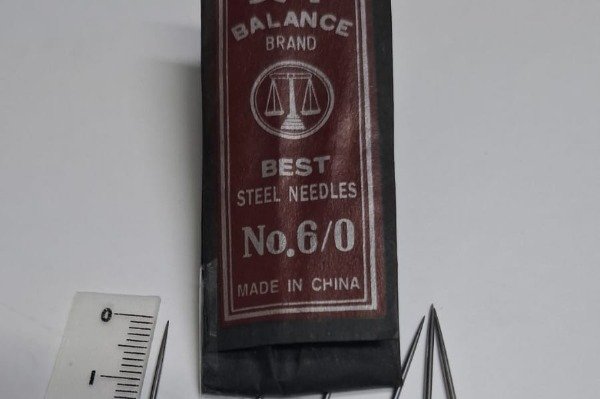 BALANCE
BRAND
BEST
STEEL NEEDLES
No.6/0
MADE IN CHINA
0
1